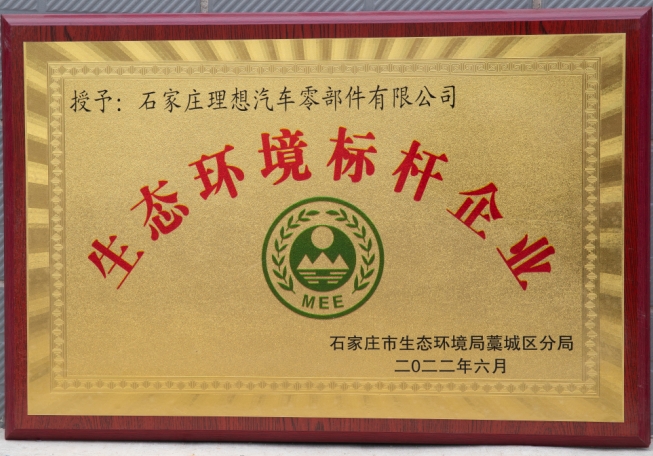 授予：石家庄理想汽车零部件有限公司
生态环境标杆企业
MEE
石家庄市生态环境局藁城区分局
二〇二二年六月